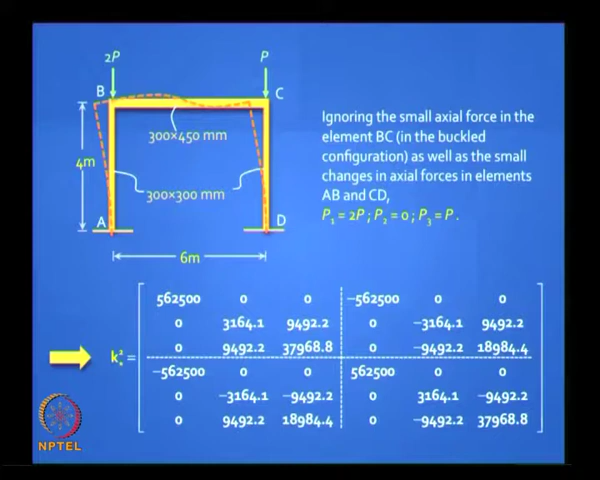 2P
P
B
C
300×450 mm
4m
300×300 mm
A
D
6m
Ignoring the small axial force in the
element BC (in the buckled
configuration) as well as the small
changes in axial forces in elements
AB and CD,
P₁ = 2P ; P₂ = 0 ; P₃ = P .
562500 0 0 −562500 0 0
0 3164.1 9492.2 0 −3164.1 9492.2
k²* = 0 9492.2 37968.8 0 −9492.2 18984.4
−562500 0 0 562500 0 0
0 −3164.1 −9492.2 0 3164.1 −9492.2
0 9492.2 18984.4 0 −9492.2 37968.8
NPTEL